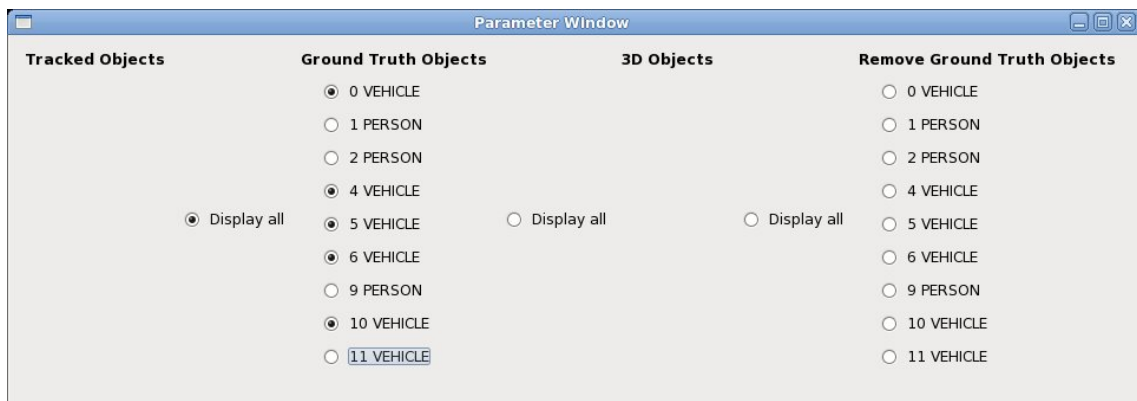 Parameter Window
Tracked Objects
Display all
Ground Truth Objects
0 VEHICLE
1 PERSON
2 PERSON
4 VEHICLE
5 VEHICLE
6 VEHICLE
9 PERSON
10 VEHICLE
11 VEHICLE
Display all
3D Objects
Display all
Remove Ground Truth Objects
0 VEHICLE
1 PERSON
2 PERSON
4 VEHICLE
5 VEHICLE
6 VEHICLE
9 PERSON
10 VEHICLE
11 VEHICLE